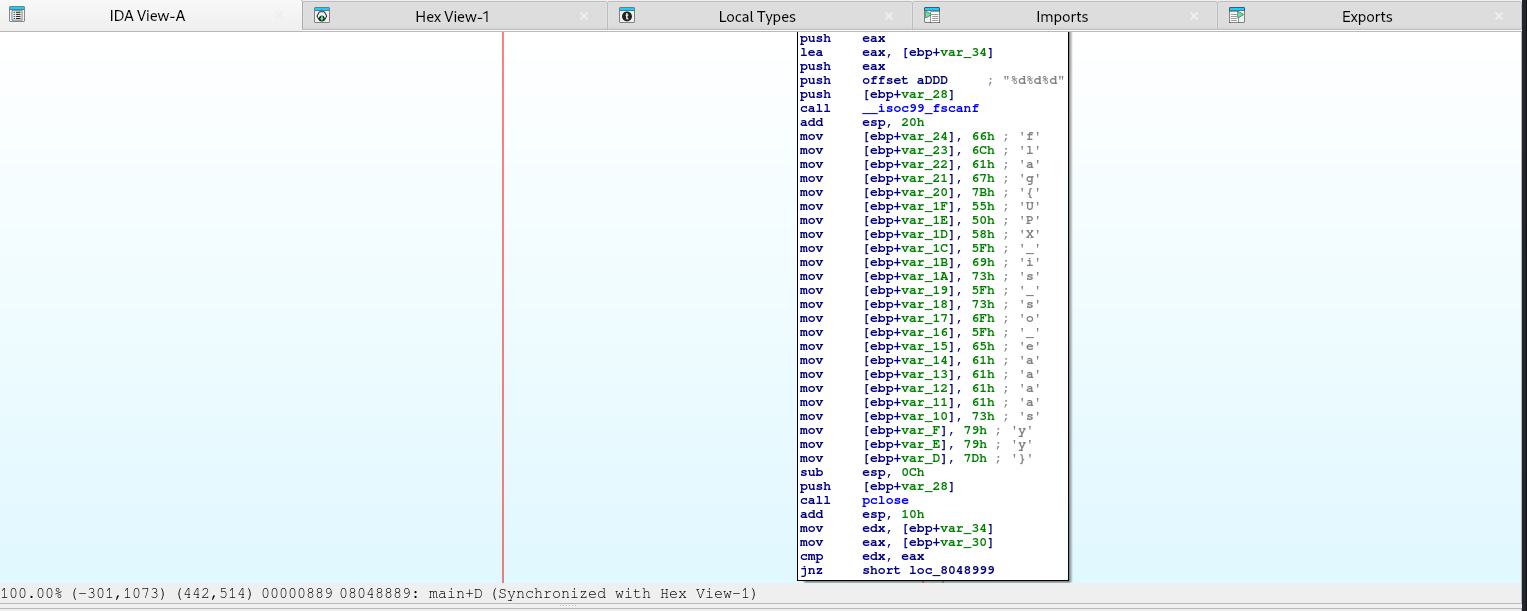 IDA View-A Hex View-1 Local Types Imports Exports
push eax
lea eax, [ebp+var_34]
push eax
push offset aDDD ; "%d%d%d"
push [ebp+var_28]
call __isoc99_fscanf
add esp, 20h
mov [ebp+var_24], 66h ; 'f'
mov [ebp+var_23], 6Ch ; 'l'
mov [ebp+var_22], 61h ; 'a'
mov [ebp+var_21], 67h ; 'g'
mov [ebp+var_20], 7Bh ; '{'
mov [ebp+var_1F], 55h ; 'U'
mov [ebp+var_1E], 50h ; 'P'
mov [ebp+var_1D], 58h ; 'X'
mov [ebp+var_1C], 5Fh ; '_'
mov [ebp+var_1B], 69h ; 'i'
mov [ebp+var_1A], 73h ; 's'
mov [ebp+var_19], 5Fh ; '_'
mov [ebp+var_18], 73h ; 's'
mov [ebp+var_17], 6Fh ; 'o'
mov [ebp+var_16], 5Fh ; '_'
mov [ebp+var_15], 65h ; 'e'
mov [ebp+var_14], 61h ; 'a'
mov [ebp+var_13], 61h ; 'a'
mov [ebp+var_12], 61h ; 'a'
mov [ebp+var_11], 61h ; 'a'
mov [ebp+var_10], 73h ; 's'
mov [ebp+var_F], 79h ; 'y'
mov [ebp+var_E], 79h ; 'y'
mov [ebp+var_D], 7Dh ; '}'
sub esp, 0Ch
push [ebp+var_28]
call pclose
add esp, 10h
mov edx, [ebp+var_34]
mov eax, [ebp+var_30]
cmp edx, eax
jnz short loc_8048999
100.00% (-301,1073) (442,514) 00000889 08048889: main+D (Synchronized with Hex View-1)